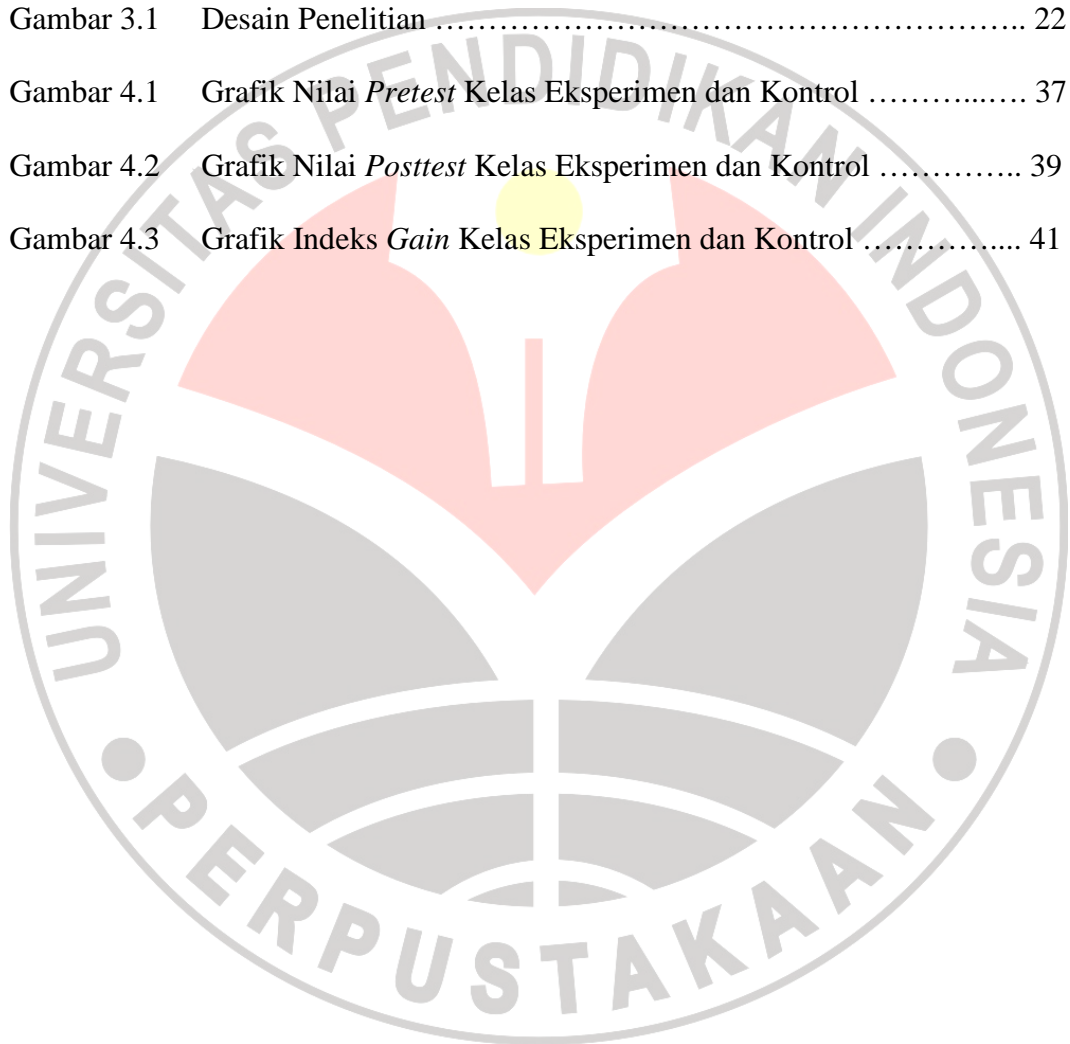 Gambar 3.1 Desain Penelitian ………………………………………………….. 22
Gambar 4.1 Grafik Nilai Pretest Kelas Eksperimen dan Kontrol ………...…. 37
Gambar 4.2 Grafik Nilai Posttest Kelas Eksperimen dan Kontrol ………….. 39
Gambar 4.3 Grafik Indeks Gain Kelas Eksperimen dan Kontrol ………….... 41
UNIVERSITAS PENDIDIKAN INDONESIA
PERPUSTAKAAN